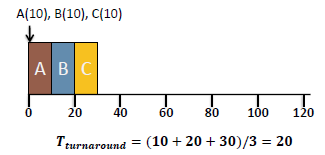 A(10), B(10), C(10)
A B C
0 20 40 60 80 100 120
T_turnaround = (10 + 20 + 30)/3 = 20